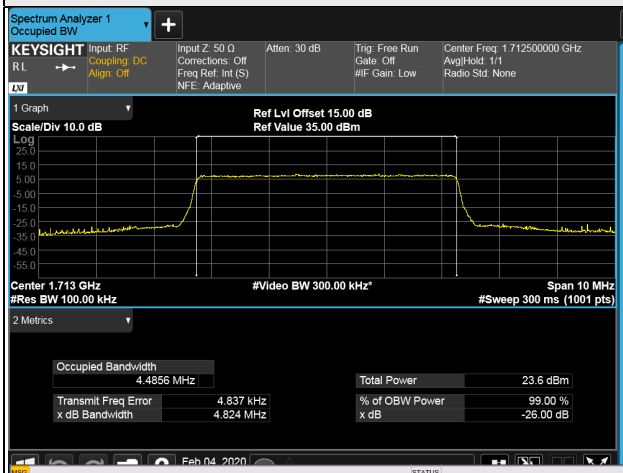 Spectrum Analyzer 1
Occupied BW
KEYSIGHT Input: RF Input Z: 50 Ω Atten: 30 dB Trig: Free Run Center Freq: 1.712500000 GHz
RL Coupling: DC Corrections: Off Gate: Off Avg|Hold: 1/1
Align: Off Freq Ref: Int (S) #IF Gain: Low Radio Std: None
LXI NFE: Adaptive
1 Graph
Ref Lvl Offset 15.00 dB
Scale/Div 10.0 dB Ref Value 35.00 dBm
Log
25.0
15.0
5.00
-5.00
-15.0
-25.0
-35.0
-45.0
-55.0
Center 1.713 GHz #Video BW 300.00 kHz* Span 10 MHz
#Res BW 100.00 kHz #Sweep 300 ms (1001 pts)
2 Metrics
Occupied Bandwidth
4.4856 MHz Total Power 23.6 dBm
Transmit Freq Error 4.837 kHz % of OBW Power 99.00 %
x dB Bandwidth 4.824 MHz x dB -26.00 dB
Feb 04, 2020
MSG STATUS